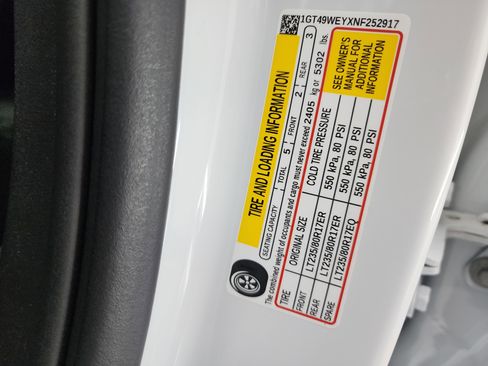 1GT49WEYXNF252917
TIRE AND LOADING INFORMATION
SEATING CAPACITY TOTAL 5 FRONT 2 REAR 3
The combined weight of occupants and cargo must never exceed 2405 kg or 5302 lbs.
TIRE ORIGINAL SIZE COLD TIRE PRESSURE
FRONT LT235/80R17ER 550 kPa, 80 PSI
REAR LT235/80R17ER 550 kPa, 80 PSI
SPARE LT235/80R17EQ 550 kPa, 80 PSI
SEE OWNER'S
MANUAL FOR
ADDITIONAL
INFORMATION